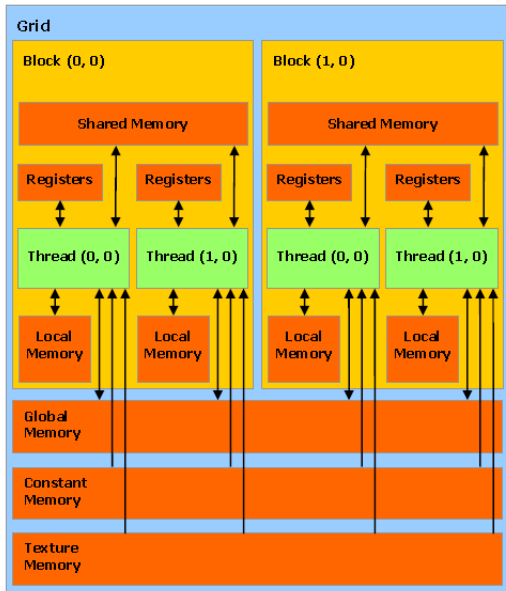 Grid
Block (0, 0)
Shared Memory
Registers
Registers
Thread (0, 0)
Thread (1, 0)
Local
Memory
Local
Memory
Block (1, 0)
Shared Memory
Registers
Registers
Thread (0, 0)
Thread (1, 0)
Local
Memory
Local
Memory
Global
Memory
Constant
Memory
Texture
Memory